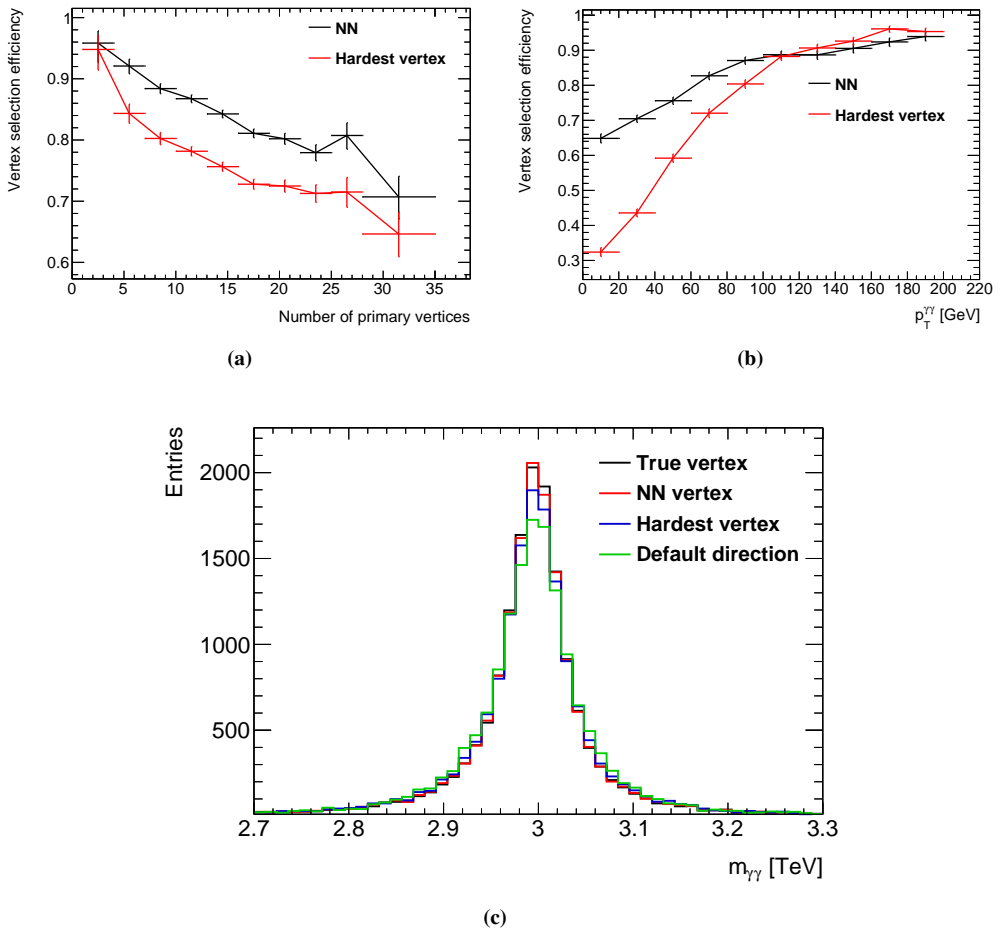 Vertex selection efficiency
1
0.9
0.8
0.7
0.6
NN
Hardest vertex
0 5 10 15 20 25 30 35
Number of primary vertices
(a)
Vertex selection efficiency
1
0.9
0.8
0.7
0.6
0.5
0.4
0.3
NN
Hardest vertex
0 20 40 60 80 100 120 140 160 180 200 220
p_T^γγ [GeV]
(b)
Entries
2000
1500
1000
500
True vertex
NN vertex
Hardest vertex
Default direction
2.7 2.8 2.9 3 3.1 3.2 3.3
m_γγ [TeV]
(c)